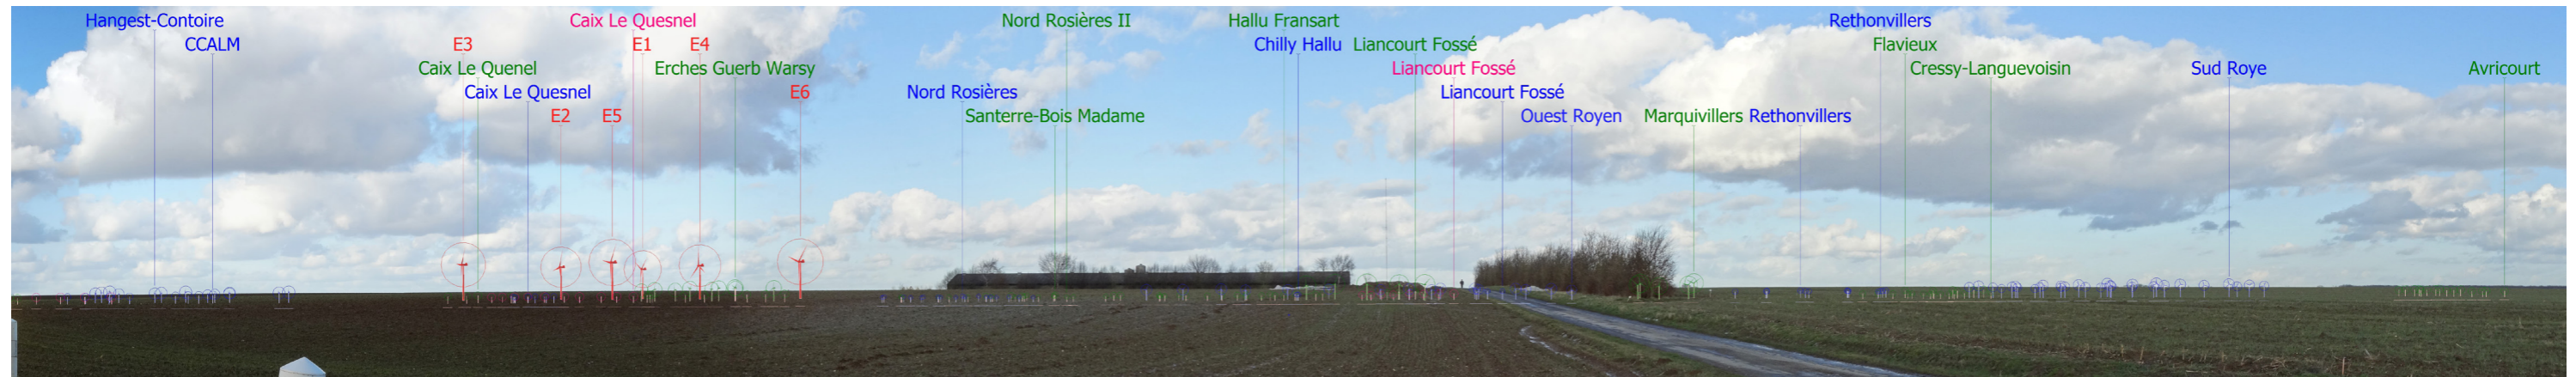 Hangest-Contoire Caix Le Quesnel Nord Rosières II Hallu Fransart Rethonvillers
CCALM E3 E1 E4 Chilly Hallu Liancourt Fossé Flavieux
Caix Le Quenel Erches Guerb Warsy Liancourt Fossé Cressy-Languevoisin Sud Roye Avricourt
Caix Le Quesnel E6 Nord Rosières Liancourt Fossé
E2 E5 Santerre-Bois Madame Ouest Royen Marquivillers Rethonvillers